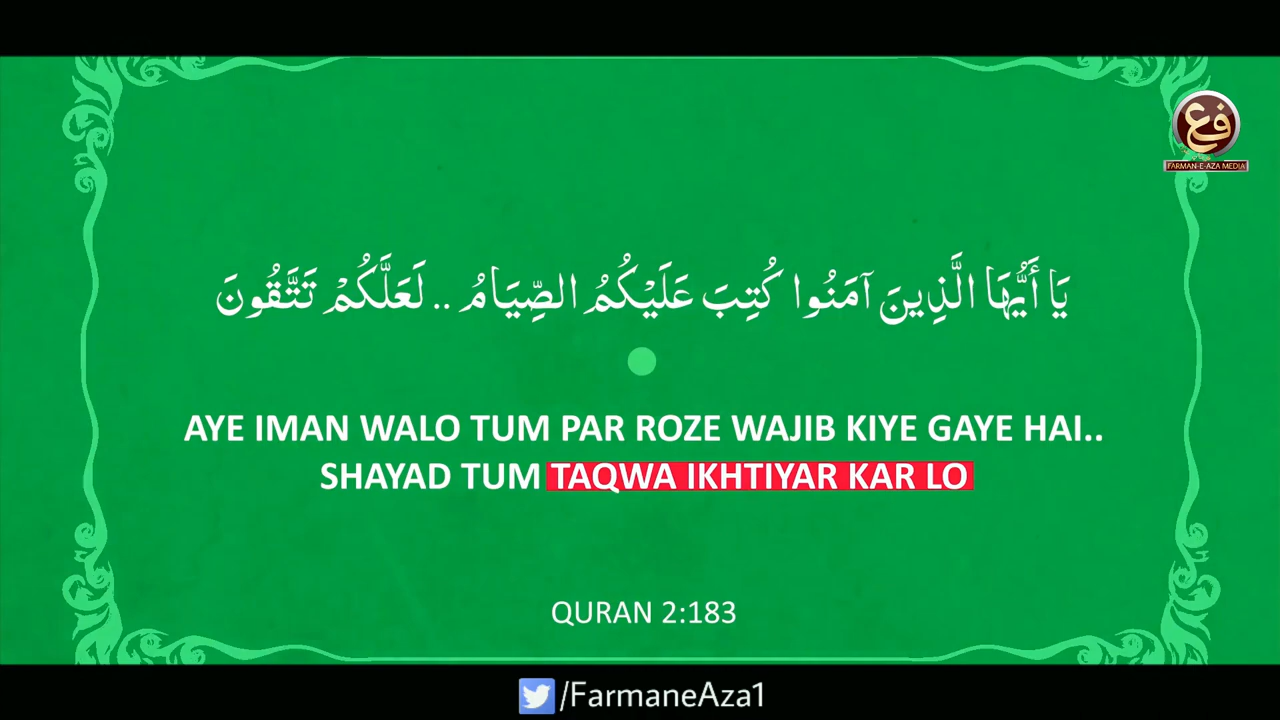 فع
FARMAN-E-AZA MEDIA
يَا أَيُّهَا الَّذِينَ آمَنُوا كُتِبَ عَلَيْكُمُ الصِّيَامُ .. لَعَلَّكُمْ تَتَّقُونَ
AYE IMAN WALO TUM PAR ROZE WAJIB KIYE GAYE HAI..
SHAYAD TUM TAQWA IKHTIYAR KAR LO
QURAN 2:183
/FarmaneAza1